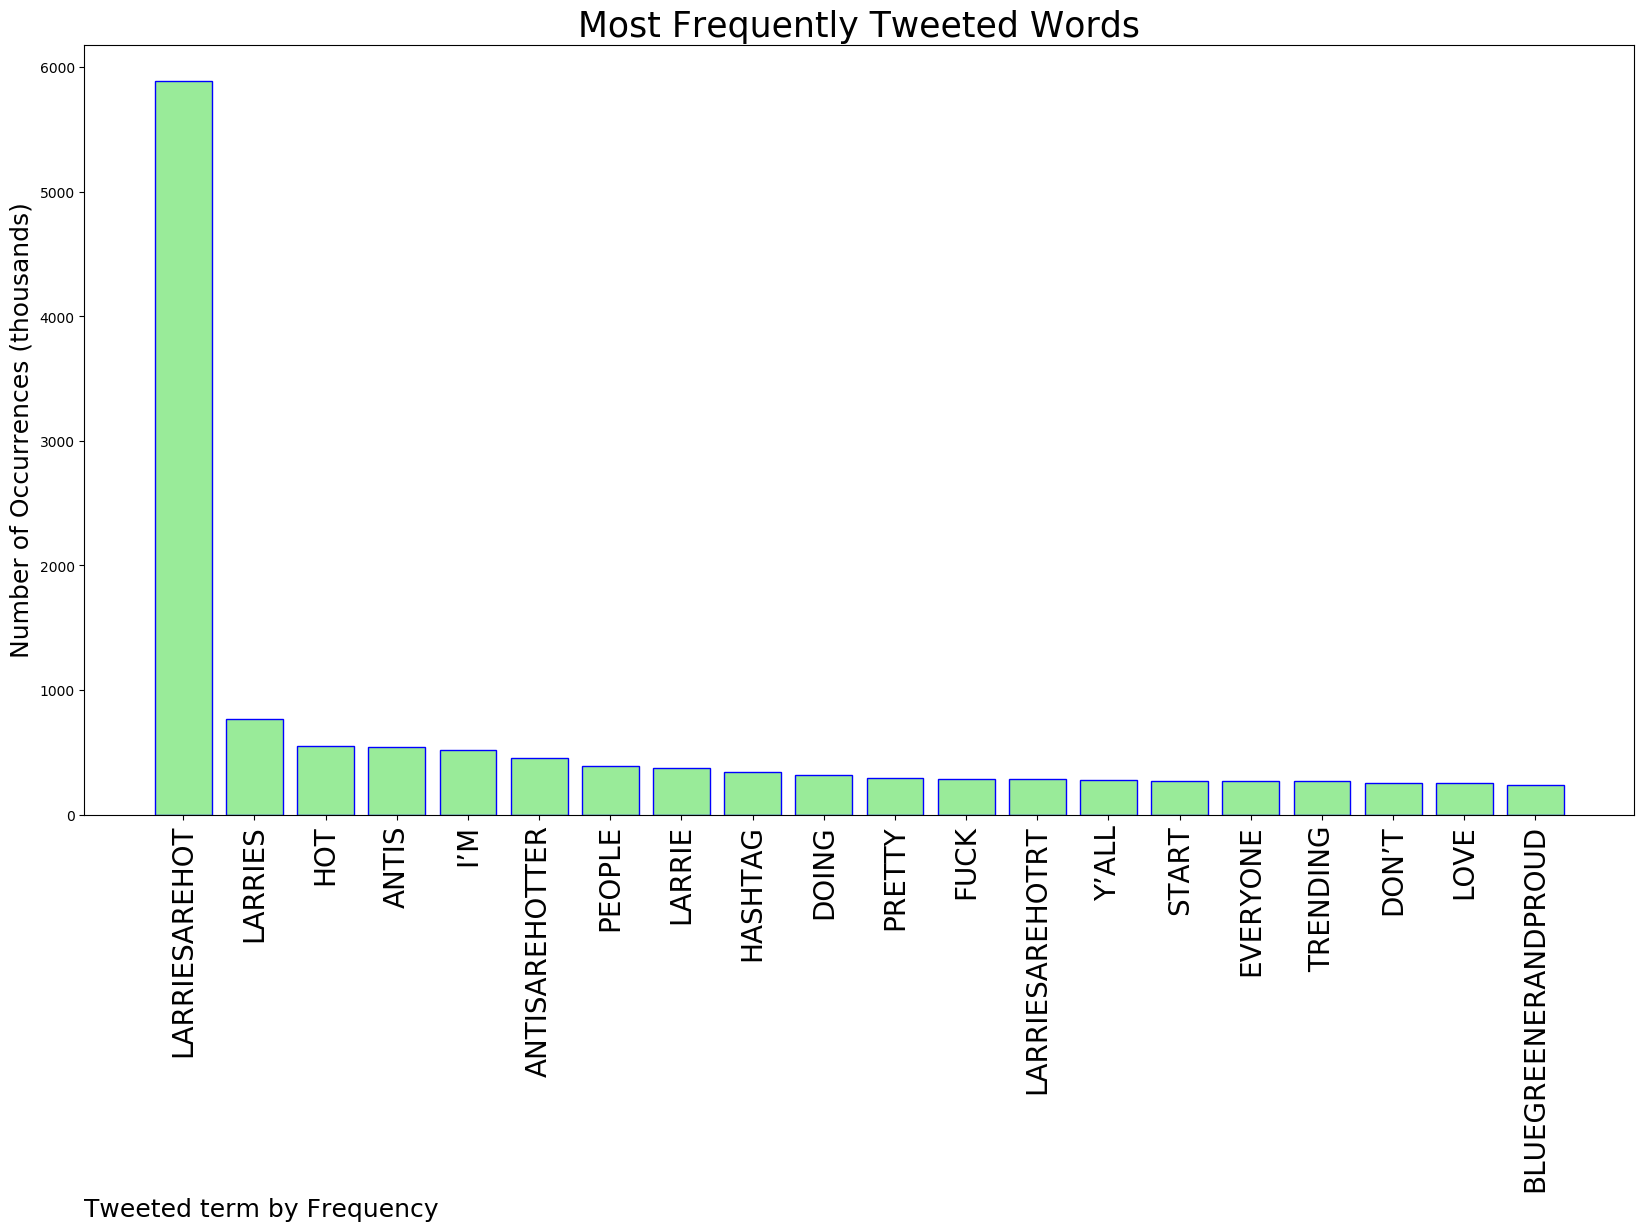 Most Frequently Tweeted Words
Number of Occurrences (thousands)
6000
5000
4000
3000
2000
1000
0
LARRIESAREHOT
LARRIES
HOT
ANTIS
I’M
ANTISAREHOTTER
PEOPLE
LARRIE
HASHTAG
DOING
PRETTY
FUCK
LARRIESAREHOTRT
Y’ALL
START
EVERYONE
TRENDING
DON’T
LOVE
BLUEGREENERANDPROUD
Tweeted term by Frequency